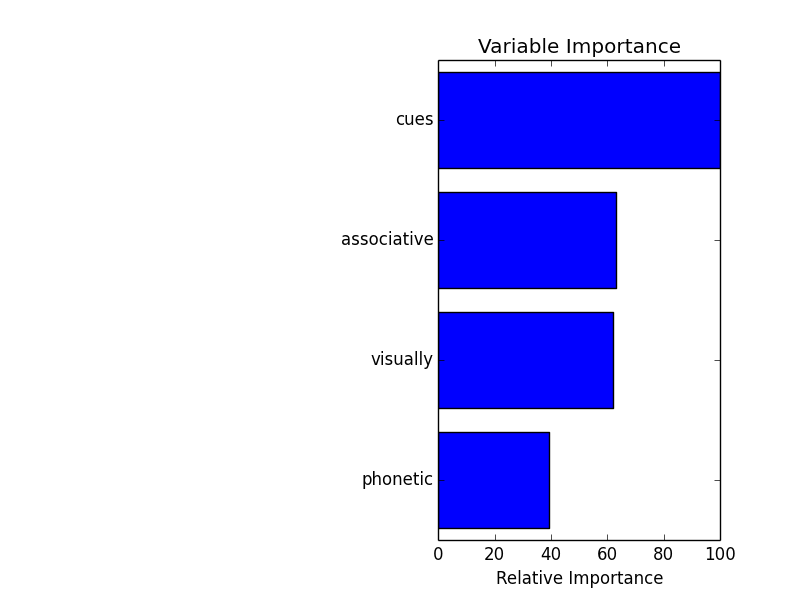 Variable Importance
cues
associative
visually
phonetic
0 20 40 60 80 100
Relative Importance